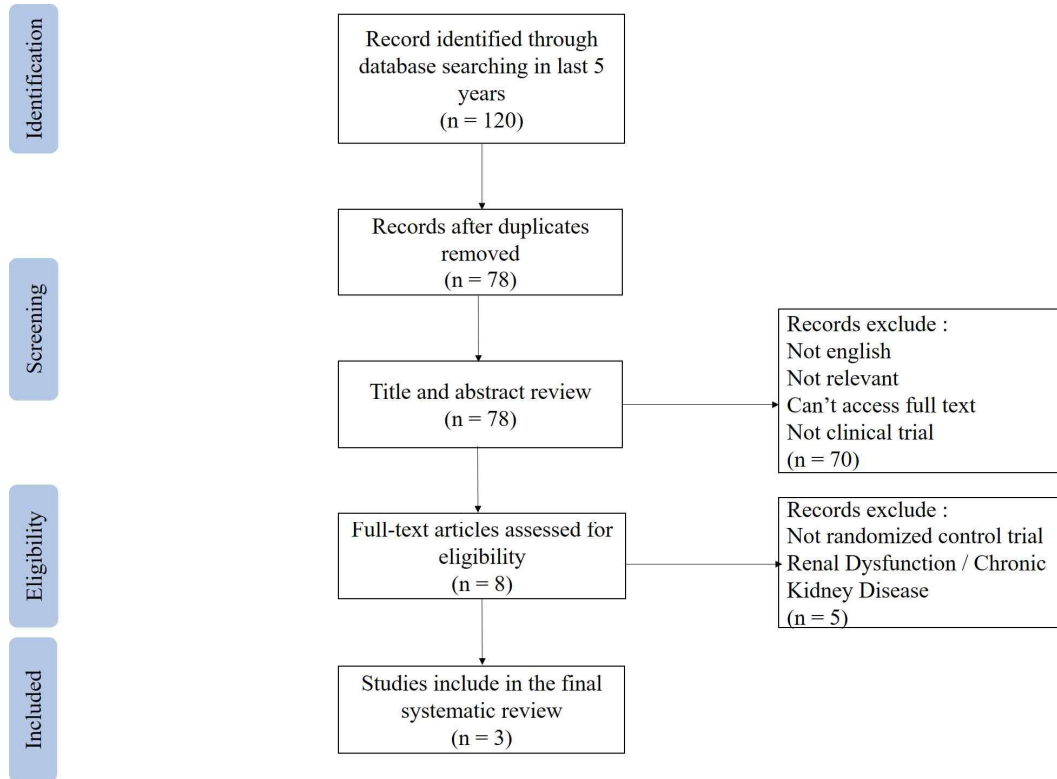 Identification
Record identified through
database searching in last 5
years
(n = 120)
Screening
Records after duplicates
removed
(n = 78)
Title and abstract review
(n = 78)
Records exclude :
Not english
Not relevant
Can't access full text
Not clinical trial
(n = 70)
Eligibility
Full-text articles assessed for
eligibility
(n = 8)
Records exclude :
Not randomized control trial
Renal Dysfunction / Chronic
Kidney Disease
(n = 5)
Included
Studies include in the final
systematic review
(n = 3)